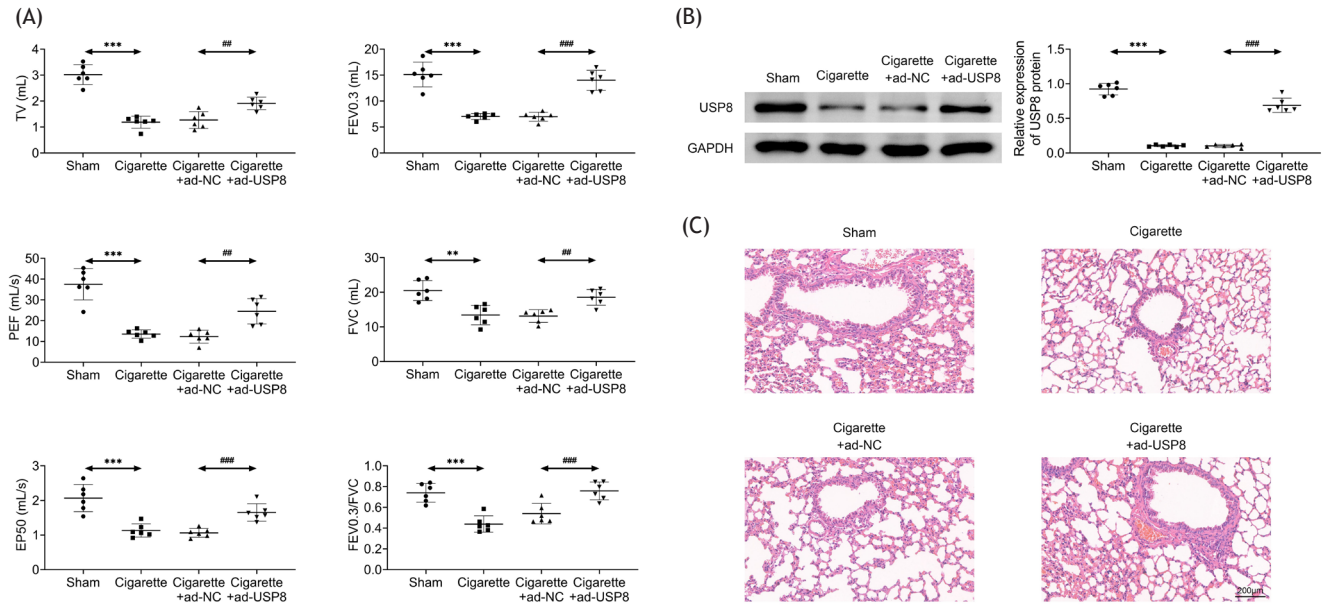 (A)
TV (mL)
4
3
2
1
0
***
##
Sham
Cigarette
Cigarette
+ad-NC
Cigarette
+ad-USP8
FEV0.3 (mL)
20
15
10
5
0
***
###
Sham
Cigarette
Cigarette
+ad-NC
Cigarette
+ad-USP8
PEF (mL/s)
50
40
30
20
10
0
***
##
Sham
Cigarette
Cigarette
+ad-NC
Cigarette
+ad-USP8
FVC (mL)
30
20
10
0
**
##
Sham
Cigarette
Cigarette
+ad-NC
Cigarette
+ad-USP8
EP50 (mL/s)
3
2
1
0
***
###
Sham
Cigarette
Cigarette
+ad-NC
Cigarette
+ad-USP8
FEV0.3/FVC
1.0
0.8
0.6
0.4
0.2
0.0
***
###
Sham
Cigarette
Cigarette
+ad-NC
Cigarette
+ad-USP8
(B)
Sham
Cigarette
Cigarette
+ad-NC
Cigarette
+ad-USP8
USP8
GAPDH
Relative expression
of USP8 protein
1.5
1.0
0.5
0.0
***
###
Sham
Cigarette
Cigarette
+ad-NC
Cigarette
+ad-USP8
(C)
Sham
Cigarette
Cigarette
+ad-NC
Cigarette
+ad-USP8
200μm